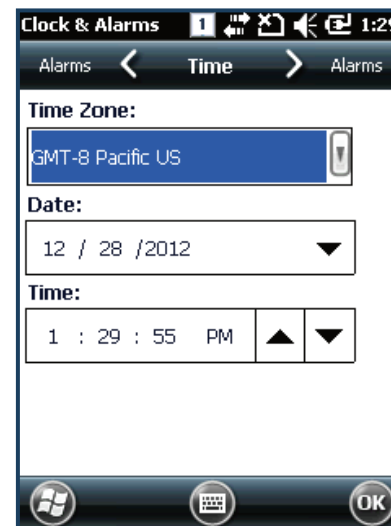 Clock & Alarms 1 1:29
Alarms Time Alarms
Time Zone:
GMT-8 Pacific US
Date:
12 / 28 /2012
Time:
1 : 29 : 55 PM
OK